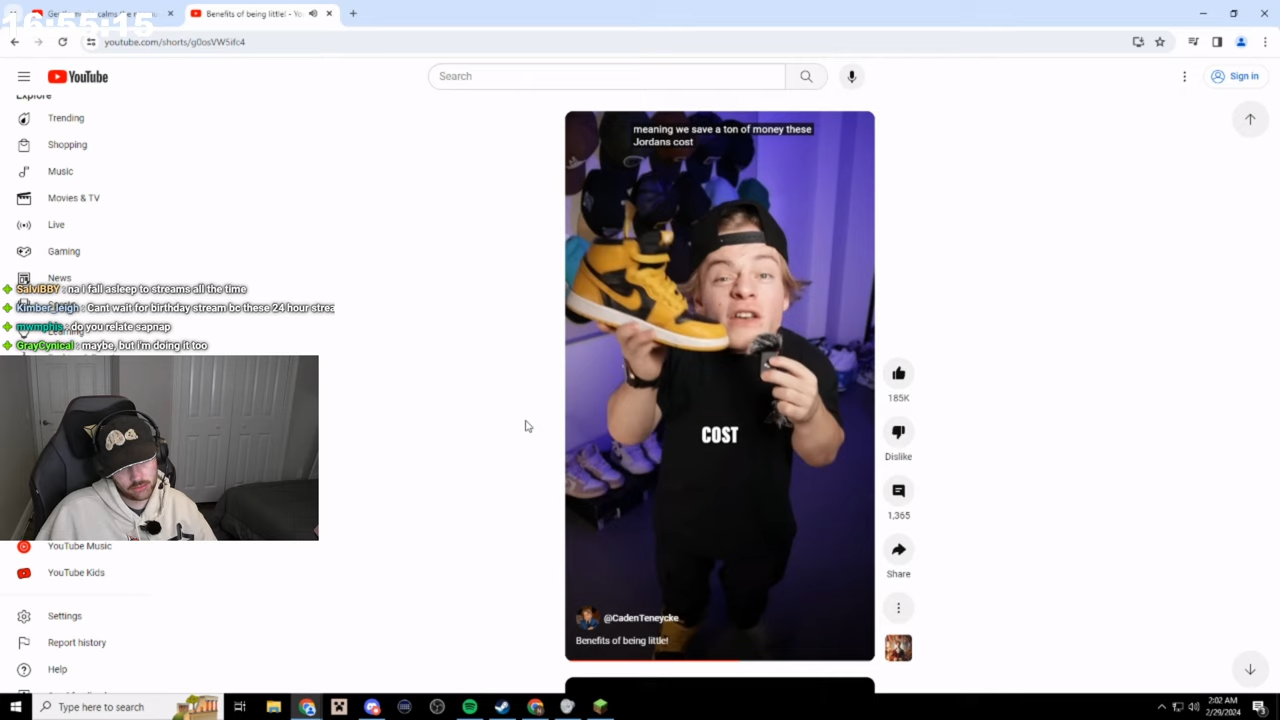 Benefits of being little! - Yo
16:55:15
youtube.com/shorts/g0osVW5ifc4
YouTube
Search
Sign in
Explore
Trending
Shopping
Music
Movies & TV
Live
Gaming
News
SalviBBY : na i fall asleep to streams all the time
Kimber_leigh : Cant wait for birthday stream bc these 24 hour strea
mwmphis : do you relate sapnap
GrayCynical : maybe, but i'm doing it too
YouTube Music
YouTube Kids
Settings
Report history
Help
meaning we save a ton of money these
Jordans cost
COST
@CadenTeneycke
Benefits of being little!
185K
Dislike
1,365
Share
Type here to search
2:02 AM
2/29/2024